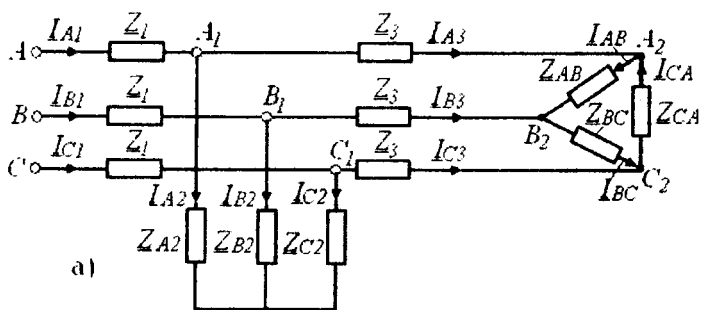 A I_A1 Z_1 A_1 Z_3 I_A3 I_AB A_2
Z_AB I_CA
B I_B1 Z_1 B_1 Z_3 I_B3 Z_BC Z_CA
B_2
C I_C1 Z_1 C_1 Z_3 I_C3 I_BC C_2
I_A2 I_B2 I_C2
Z_A2 Z_B2 Z_C2
а)